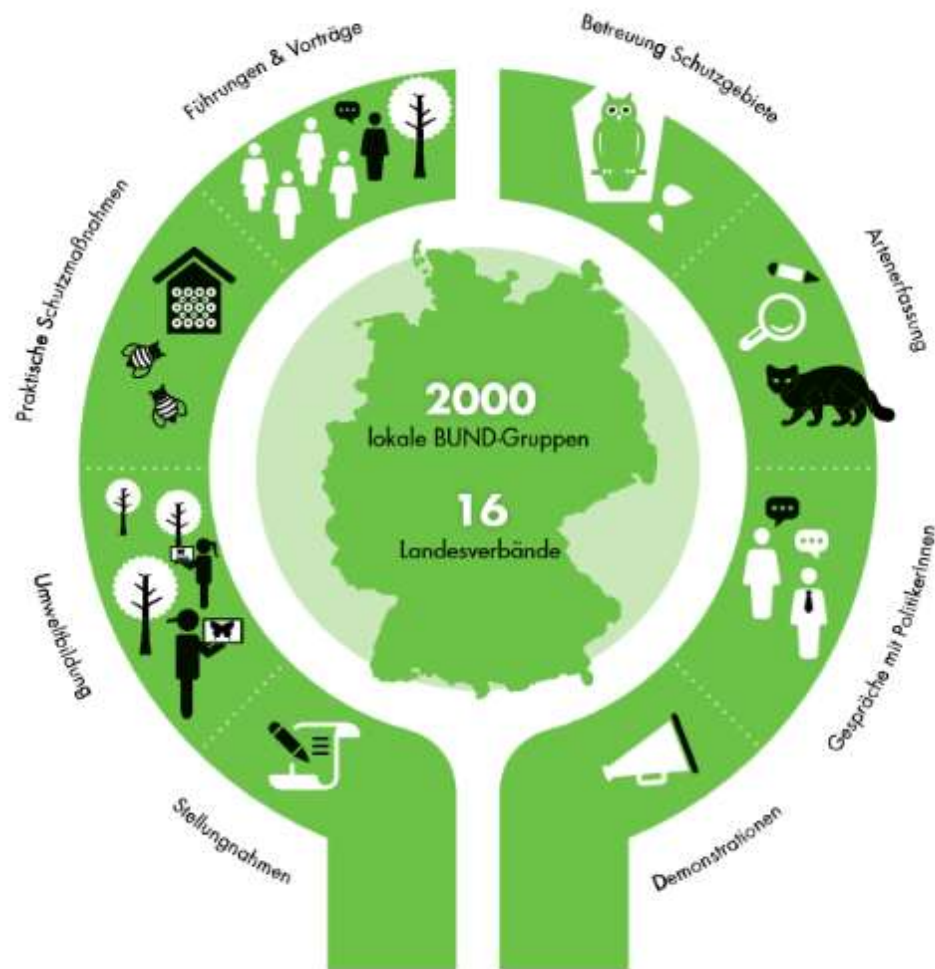 Führungen & Vorträge
Betreuung Schutzgebiete
Praktische Schutzmaßnahmen
Artenerfassung
2000
lokale BUND-Gruppen
16
Landesverbände
Umweltbildung
Gespräche mit PolitikerInnen
Stellungnahmen
Demonstrationen